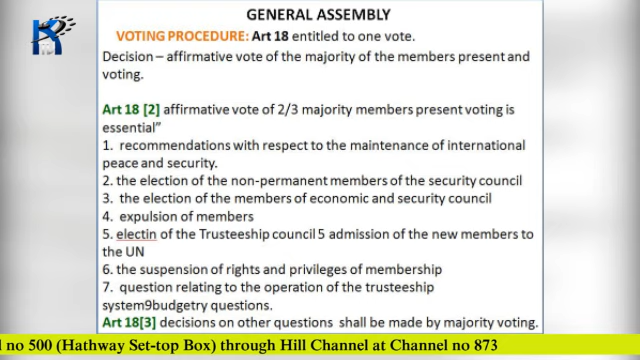 GENERAL ASSEMBLY
VOTING PROCEDURE: Art 18 entitled to one vote.
Decision – affirmative vote of the majority of the members present and
voting.
Art 18 [2] affirmative vote of 2/3 majority members present voting is
essential”
1. recommendations with respect to the maintenance of international
peace and security.
2. the election of the non-permanent members of the security council
3. the election of the members of economic and security council
4. expulsion of members
5. electin of the Trusteeship council 5 admission of the new members to
the UN
6. the suspension of rights and privileges of membership
7. question relating to the operation of the trusteeship
system9budgetry questions.
Art 18[3] decisions on other questions shall be made by majority voting.
no 500 (Hathway Set-top Box) through Hill Channel at Channel no 873